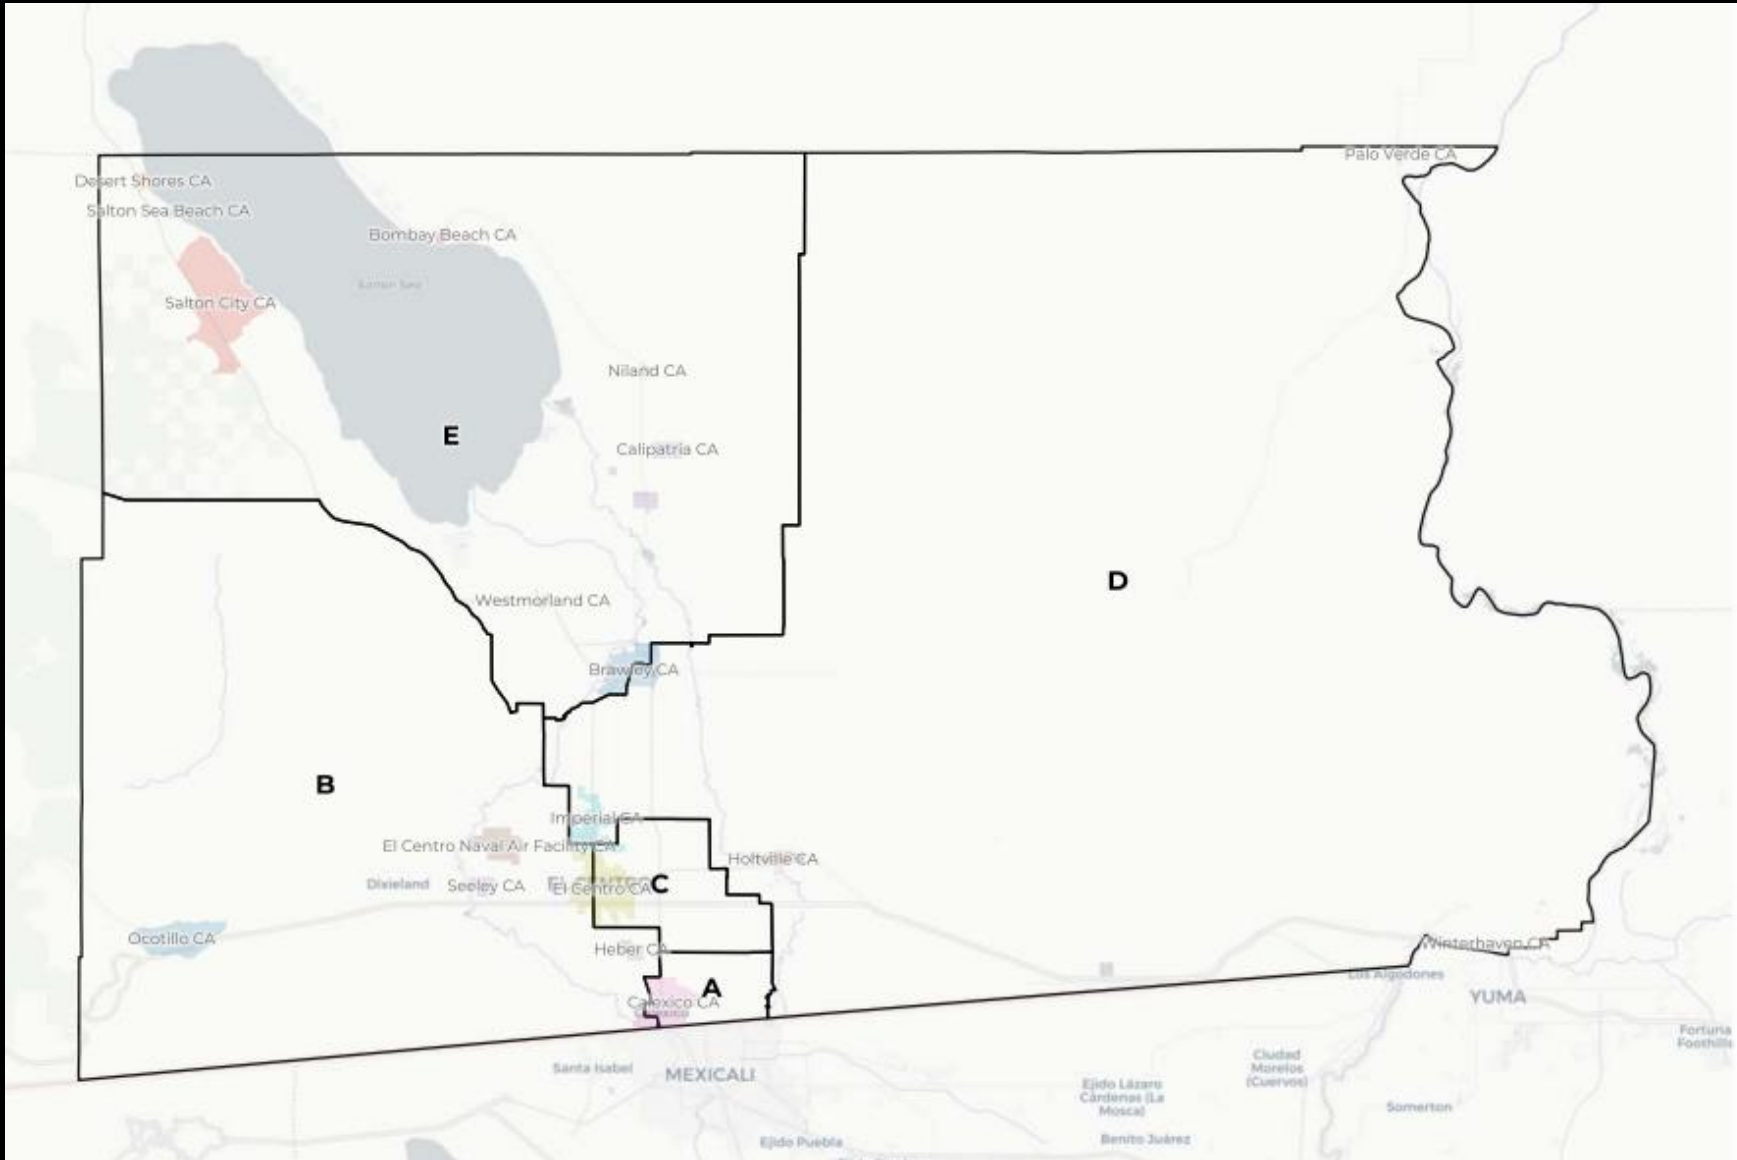 Palo Verde CA
Desert Shores CA
Salton Sea Beach CA
Bombay Beach CA
Salton Sea
Salton City CA
Niland CA
E
Calipatria CA
D
Westmorland CA
Brawley CA
B
Imperial CA
El Centro Naval Air Facility CA
Holtville CA
Dixieland
Seeley CA
El Centro CA
C
Ocotillo CA
Heber CA
Winterhaven CA
Los Algodones
A
YUMA
Calexico CA
Fortuna
Foothills
Santa Isabel
MEXICALI
Ciudad
Morelos
(Cuervos)
Ejido Lázaro
Cárdenas (La
Mosca)
Somerton
Ejido Puebla
Benito Juárez